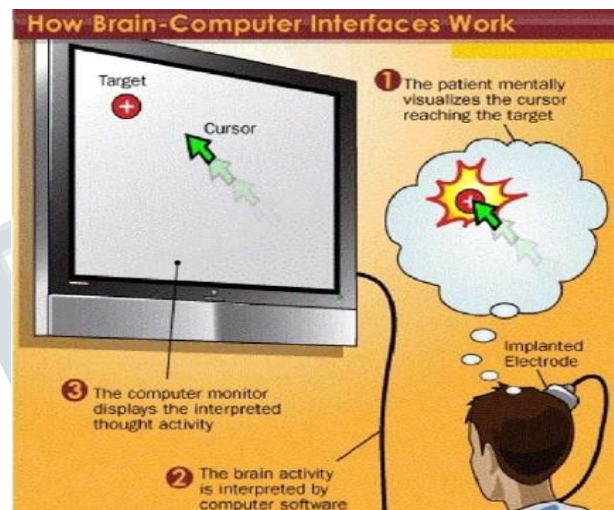 How Brain-Computer Interfaces Work
Target
Cursor
1 The patient mentally
visualizes the cursor
reaching the target
Implanted
Electrode
3 The computer monitor
displays the interpreted
thought activity
2 The brain activity
is interpreted by
computer software